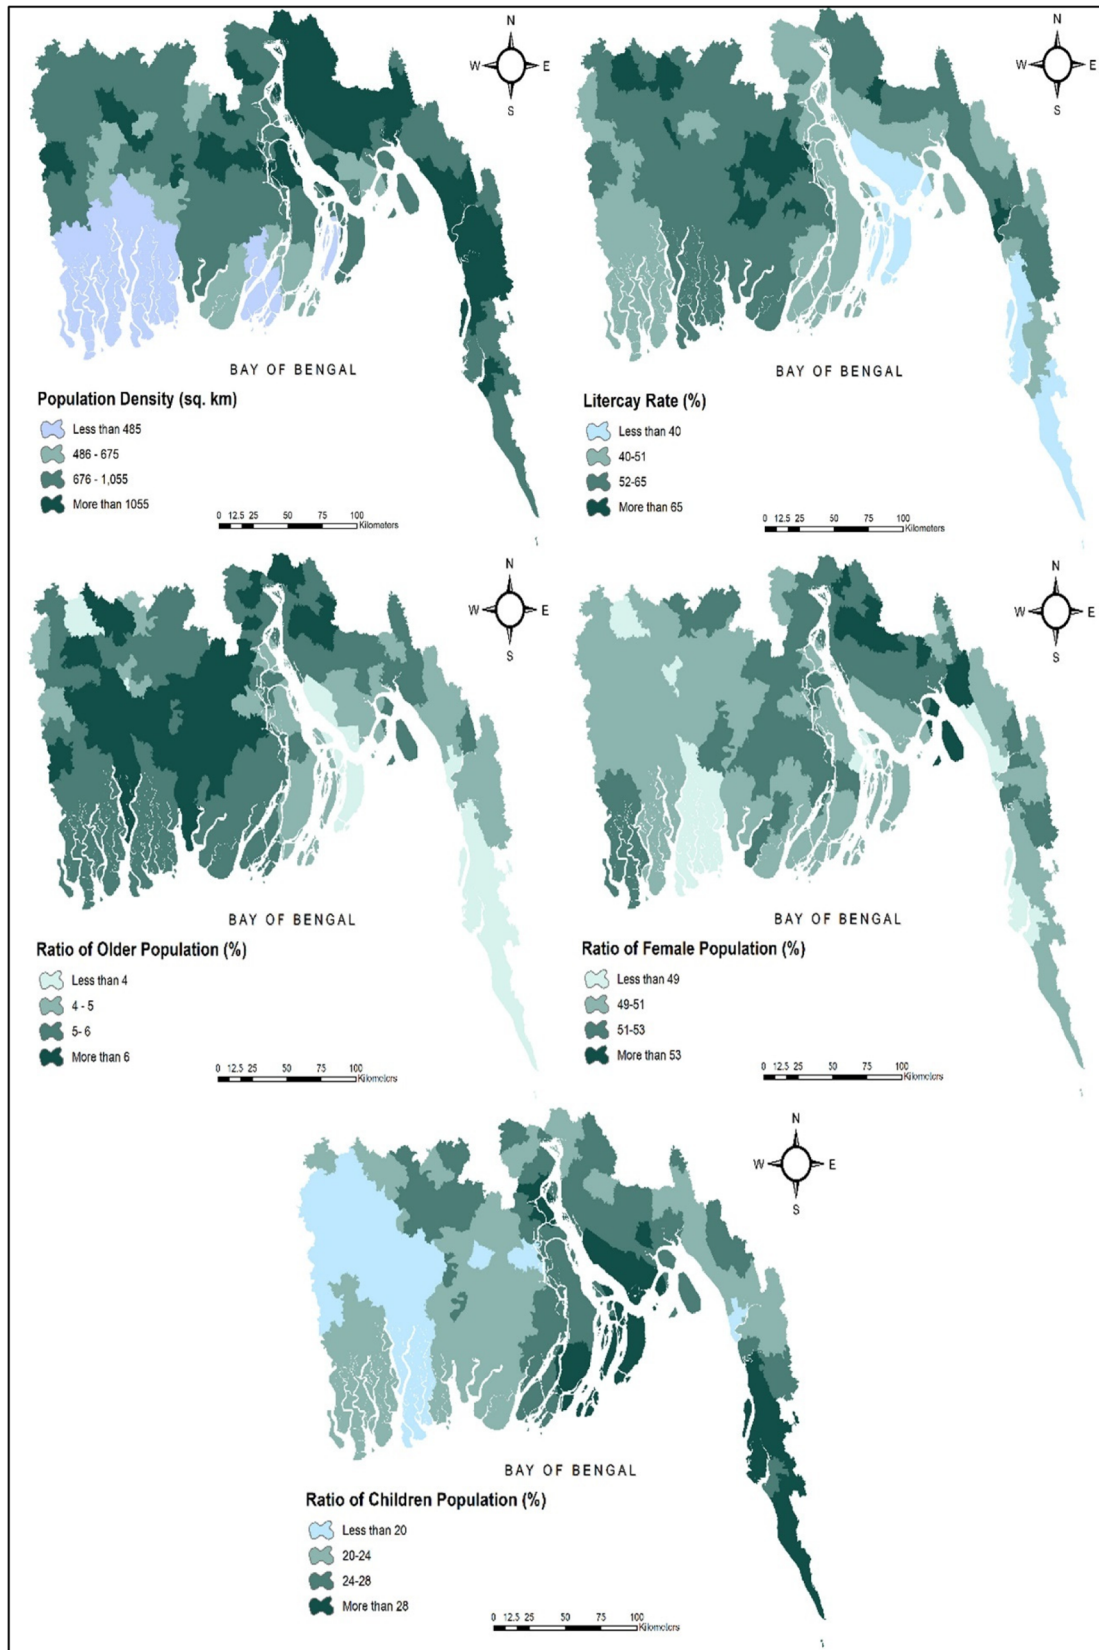 N
W E
S
BAY OF BENGAL
Population Density (sq. km)
Less than 485
486 - 675
676 - 1,055
More than 1055
0 12.5 25 50 75 100
Kilometers
N
W E
S
BAY OF BENGAL
Litercay Rate (%)
Less than 40
40-51
52-65
More than 65
0 12.5 25 50 75 100
Kilometers
N
W E
S
BAY OF BENGAL
Ratio of Older Population (%)
Less than 4
4 - 5
5- 6
More than 6
0 12.5 25 50 75 100
Kilometers
N
W E
S
BAY OF BENGAL
Ratio of Female Population (%)
Less than 49
49-51
51-53
More than 53
0 12.5 25 50 75 100
Kilometers
N
W E
S
BAY OF BENGAL
Ratio of Children Population (%)
Less than 20
20-24
24-28
More than 28
0 12.5 25 50 75 100
Kilometers